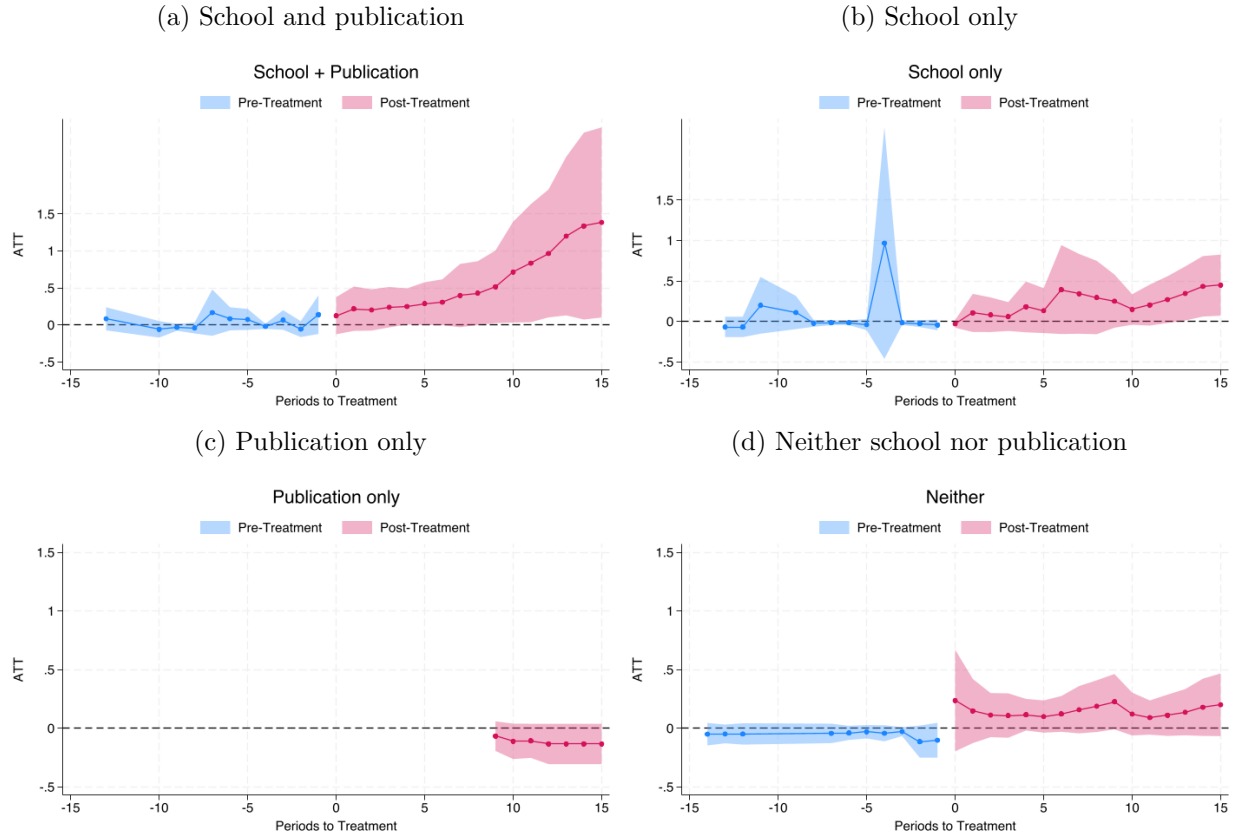 (a) School and publication
School + Publication
Pre-Treatment Post-Treatment
1.5
1
.5
0
-.5
ATT
-15 -10 -5 0 5 10 15
Periods to Treatment
(b) School only
School only
Pre-Treatment Post-Treatment
1.5
1
.5
0
-.5
ATT
-15 -10 -5 0 5 10 15
Periods to Treatment
(c) Publication only
Publication only
Pre-Treatment Post-Treatment
1.5
1
.5
0
-.5
ATT
-15 -10 -5 0 5 10 15
Periods to Treatment
(d) Neither school nor publication
Neither
Pre-Treatment Post-Treatment
1.5
1
.5
0
-.5
ATT
-15 -10 -5 0 5 10 15
Periods to Treatment